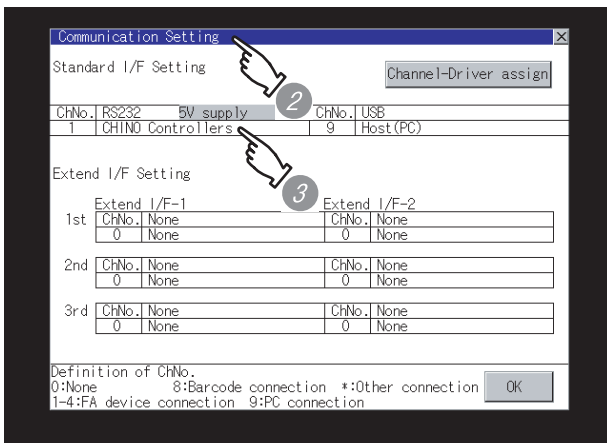 Communication Setting ×
Standard I/F Setting
Channel-Driver assign
2
ChNo. RS232 5V supply ChNo. USB
1 CHINO Controllers 9 Host(PC)
3
Extend I/F Setting
Extend I/F-1 Extend I/F-2
1st ChNo. None ChNo. None
0 None 0 None
2nd ChNo. None ChNo. None
0 None 0 None
3rd ChNo. None ChNo. None
0 None 0 None
Definition of ChNo.
0:None 8:Barcode connection *:Other connection OK
1-4:FA device connection 9:PC connection